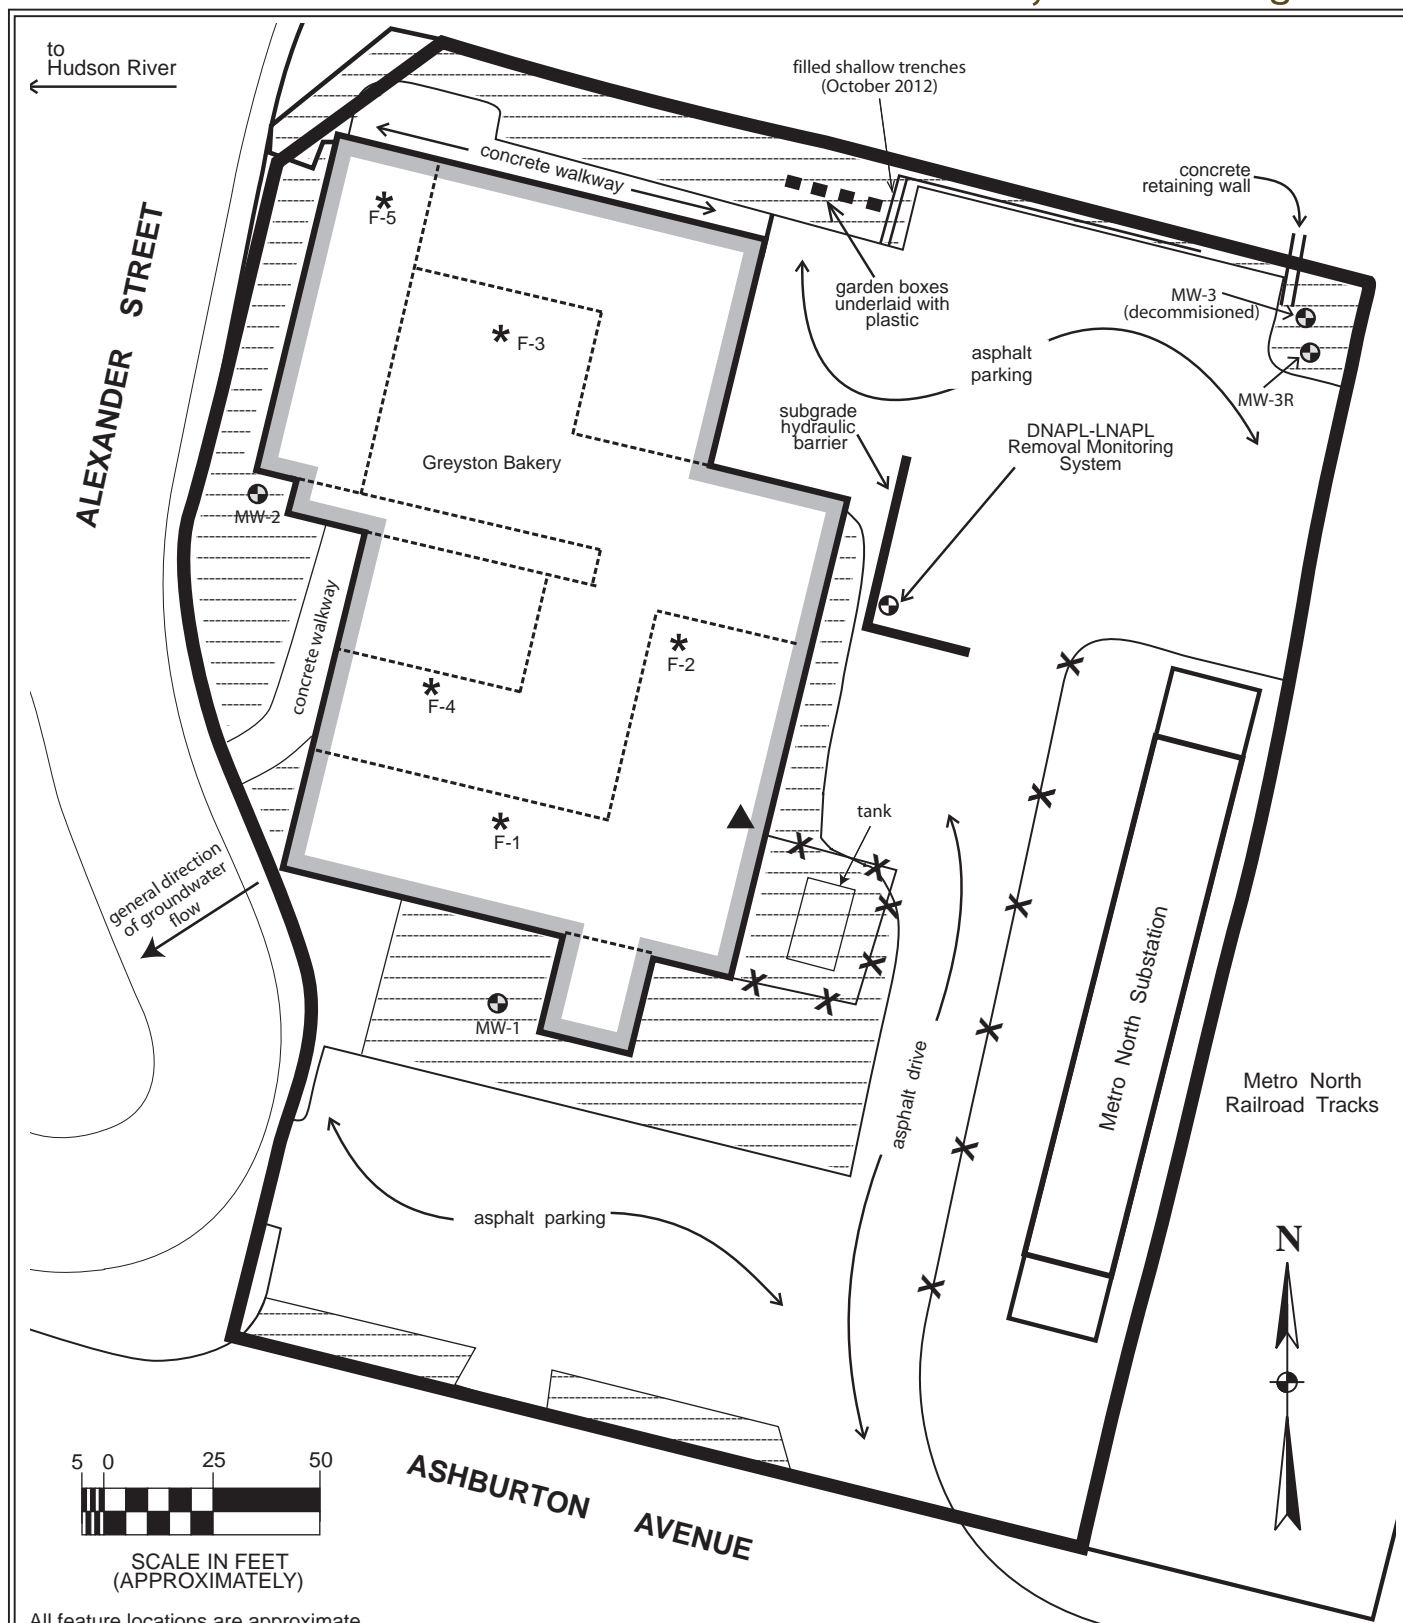 to
Hudson River
filled shallow trenches
(October 2012)
concrete walkway
concrete
retaining wall
F-5
ALEXANDER STREET
garden boxes
underlaid with
plastic
MW-3
(decommisioned)
F-3
asphalt
parking
MW-3R
subgrade
hydraulic
barrier
DNAPL-LNAPL
Removal Monitoring
System
Greyston Bakery
MW-2
concrete walkway
F-2
F-4
tank
F-1
general direction
of groundwater
flow
Metro North Substation
MW-1
asphalt drive
Metro North
Railroad Tracks
asphalt parking
N
5 0 25 50
ASHBURTON AVENUE
SCALE IN FEET
(APPROXIMATELY)
All feature locations are approximate